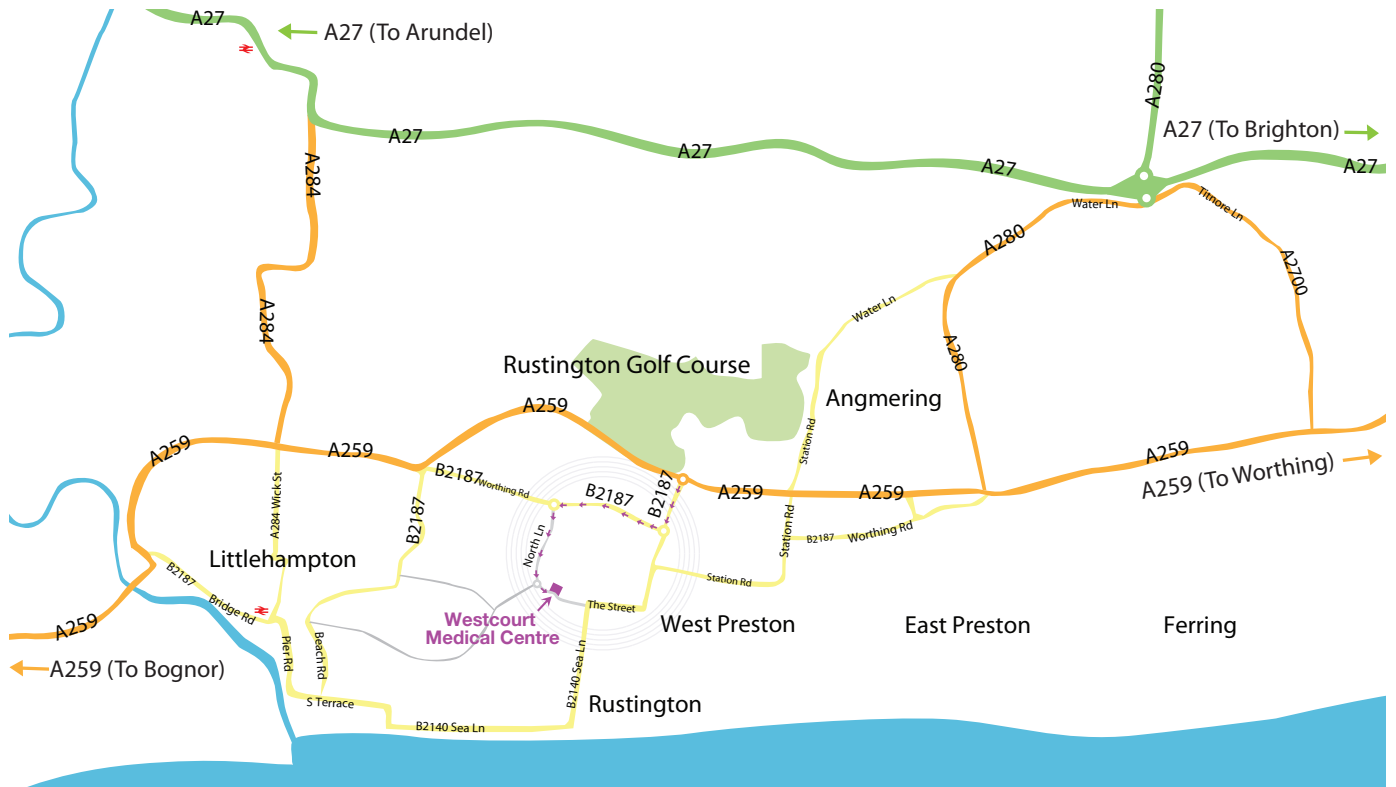 A27
A27 (To Arundel)
A280
A27 (To Brighton)
A27
A27
A27
A27
A284
Water Ln
Titnore Ln
A280
A2700
A284
Water Ln
A280
Rustington Golf Course
Angmering
A259
A259
A259
Station Rd
A259
A259 (To Worthing)
B2187
Worthing Rd
B2187
B2187
A259
A259
A284 Wick St
B2187
Station Rd
B2187
Worthing Rd
North Ln
Littlehampton
B2187
Bridge Rd
Station Rd
The Street
Westcourt
Medical Centre
West Preston
East Preston
Ferring
A259
Pier Rd
Beach Rd
A259 (To Bognor)
B2140 Sea Ln
S Terrace
Rustington
B2140 Sea Ln